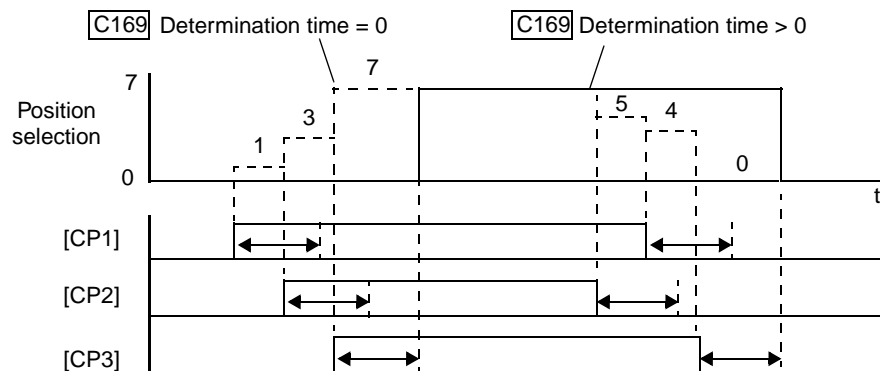 C169 Determination time = 0
C169 Determination time > 0
7
7
Position
selection
5
4
3
1
0
0
t
[CP1]
[CP2]
[CP3]